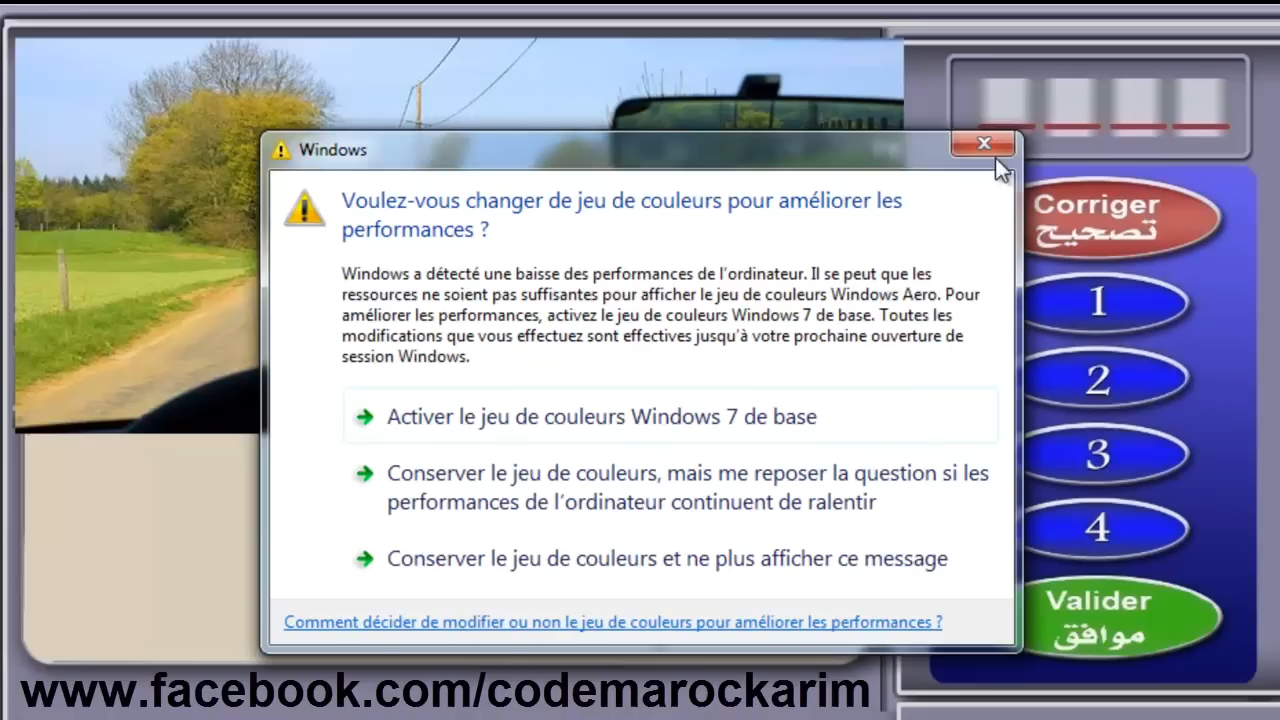 Windows
Voulez-vous changer de jeu de couleurs pour améliorer les
performances ?
Windows a détecté une baisse des performances de l'ordinateur. Il se peut que les
ressources ne soient pas suffisantes pour afficher le jeu de couleurs Windows Aero. Pour
améliorer les performances, activez le jeu de couleurs Windows 7 de base. Toutes les
modifications que vous effectuez sont effectives jusqu'à votre prochaine ouverture de
session Windows.
Activer le jeu de couleurs Windows 7 de base
Conserver le jeu de couleurs, mais me reposer la question si les
performances de l'ordinateur continuent de ralentir
Conserver le jeu de couleurs et ne plus afficher ce message
Comment décider de modifier ou non le jeu de couleurs pour améliorer les performances ?
Corriger
تصحيح
1
2
3
4
Valider
موافق
www.facebook.com/codemarockarim